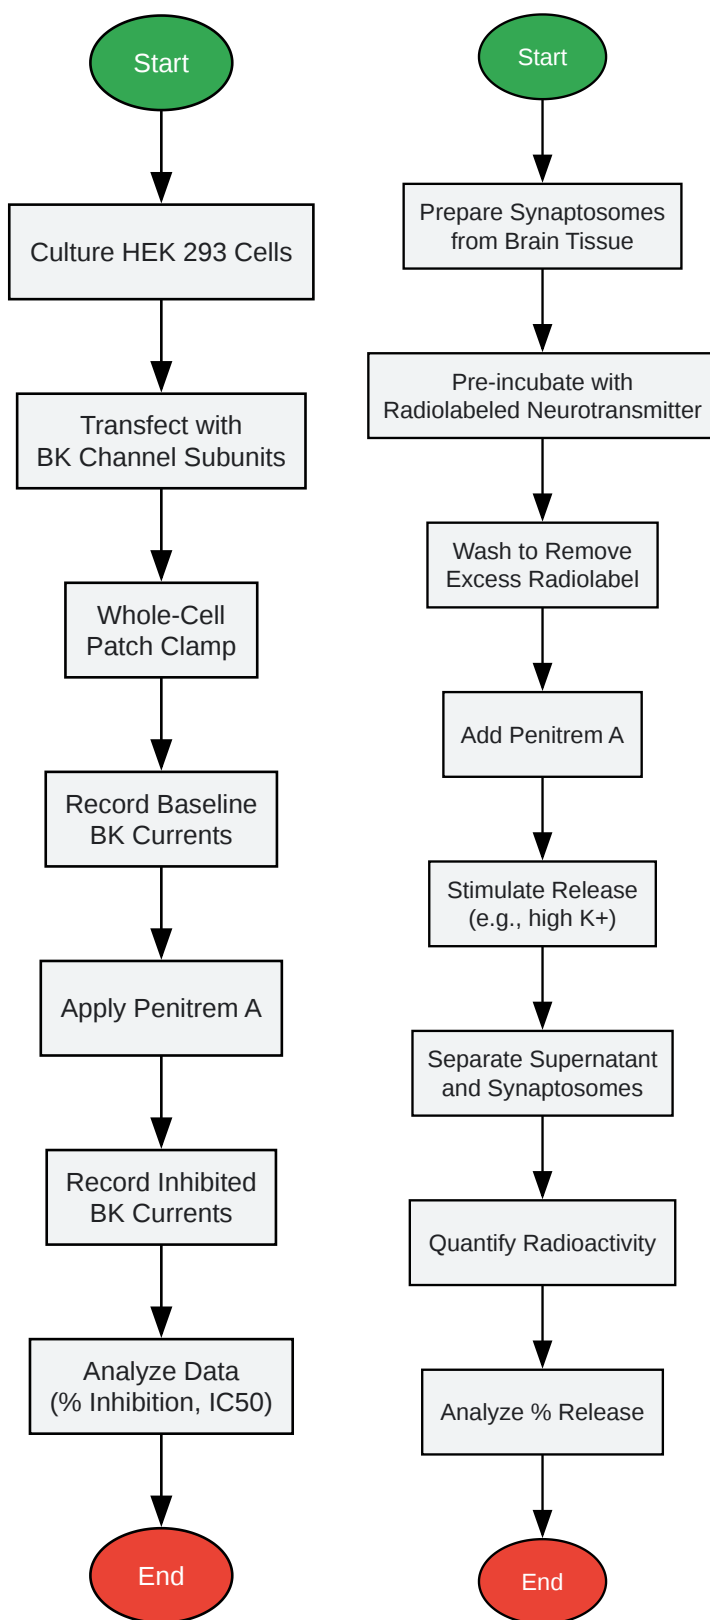 Start
Culture HEK 293 Cells
Transfect with
BK Channel Subunits
Whole-Cell
Patch Clamp
Record Baseline
BK Currents
Apply Penitrem A
Record Inhibited
BK Currents
Analyze Data
(% Inhibition, IC50)
End
Start
Prepare Synaptosomes
from Brain Tissue
Pre-incubate with
Radiolabeled Neurotransmitter
Wash to Remove
Excess Radiolabel
Add Penitrem A
Stimulate Release
(e.g., high K+)
Separate Supernatant
and Synaptosomes
Quantify Radioactivity
Analyze % Release
End